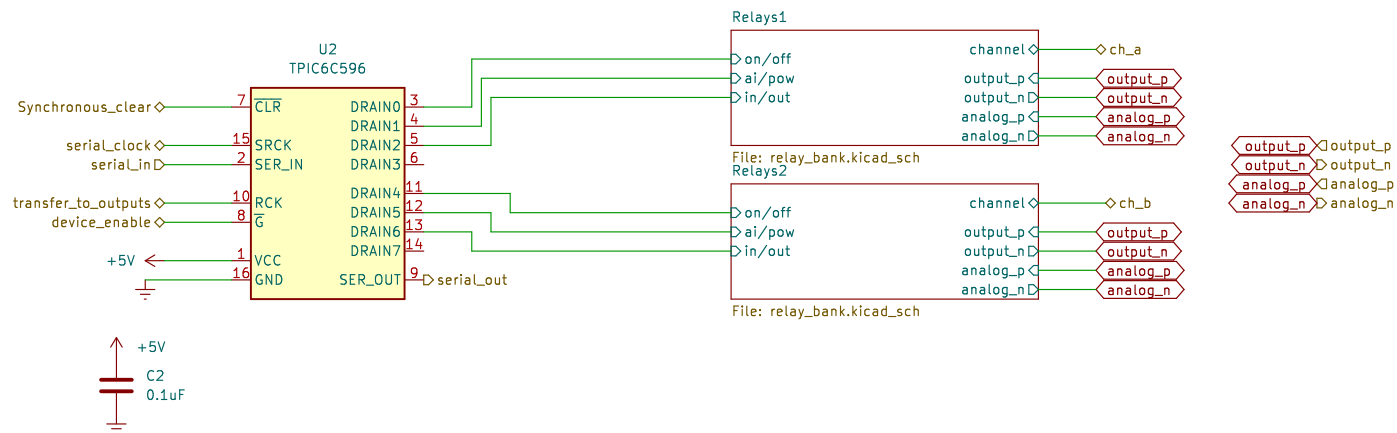 Relays1
on/off
ai/pow
in/out
channel
output_p
output_n
analog_p
analog_n
ch_a
output_p
output_n
analog_p
analog_n
File: relay_bank.kicad_sch
U2
TPIC6C596
Synchronous_clear
serial_clock
serial_in
transfer_to_outputs
device_enable
+5V
7
15
2
10
8
1
16
CLR
SRCK
SER_IN
RCK
G
VCC
GND
DRAIN0
DRAIN1
DRAIN2
DRAIN3
DRAIN4
DRAIN5
DRAIN6
DRAIN7
SER_OUT
3
4
5
6
11
12
13
14
9
serial_out
Relays2
on/off
ai/pow
in/out
channel
output_p
output_n
analog_p
analog_n
ch_b
output_p
output_n
analog_p
analog_n
File: relay_bank.kicad_sch
output_p output_p
output_n output_n
analog_p analog_p
analog_n analog_n
+5V
C2
0.1uF